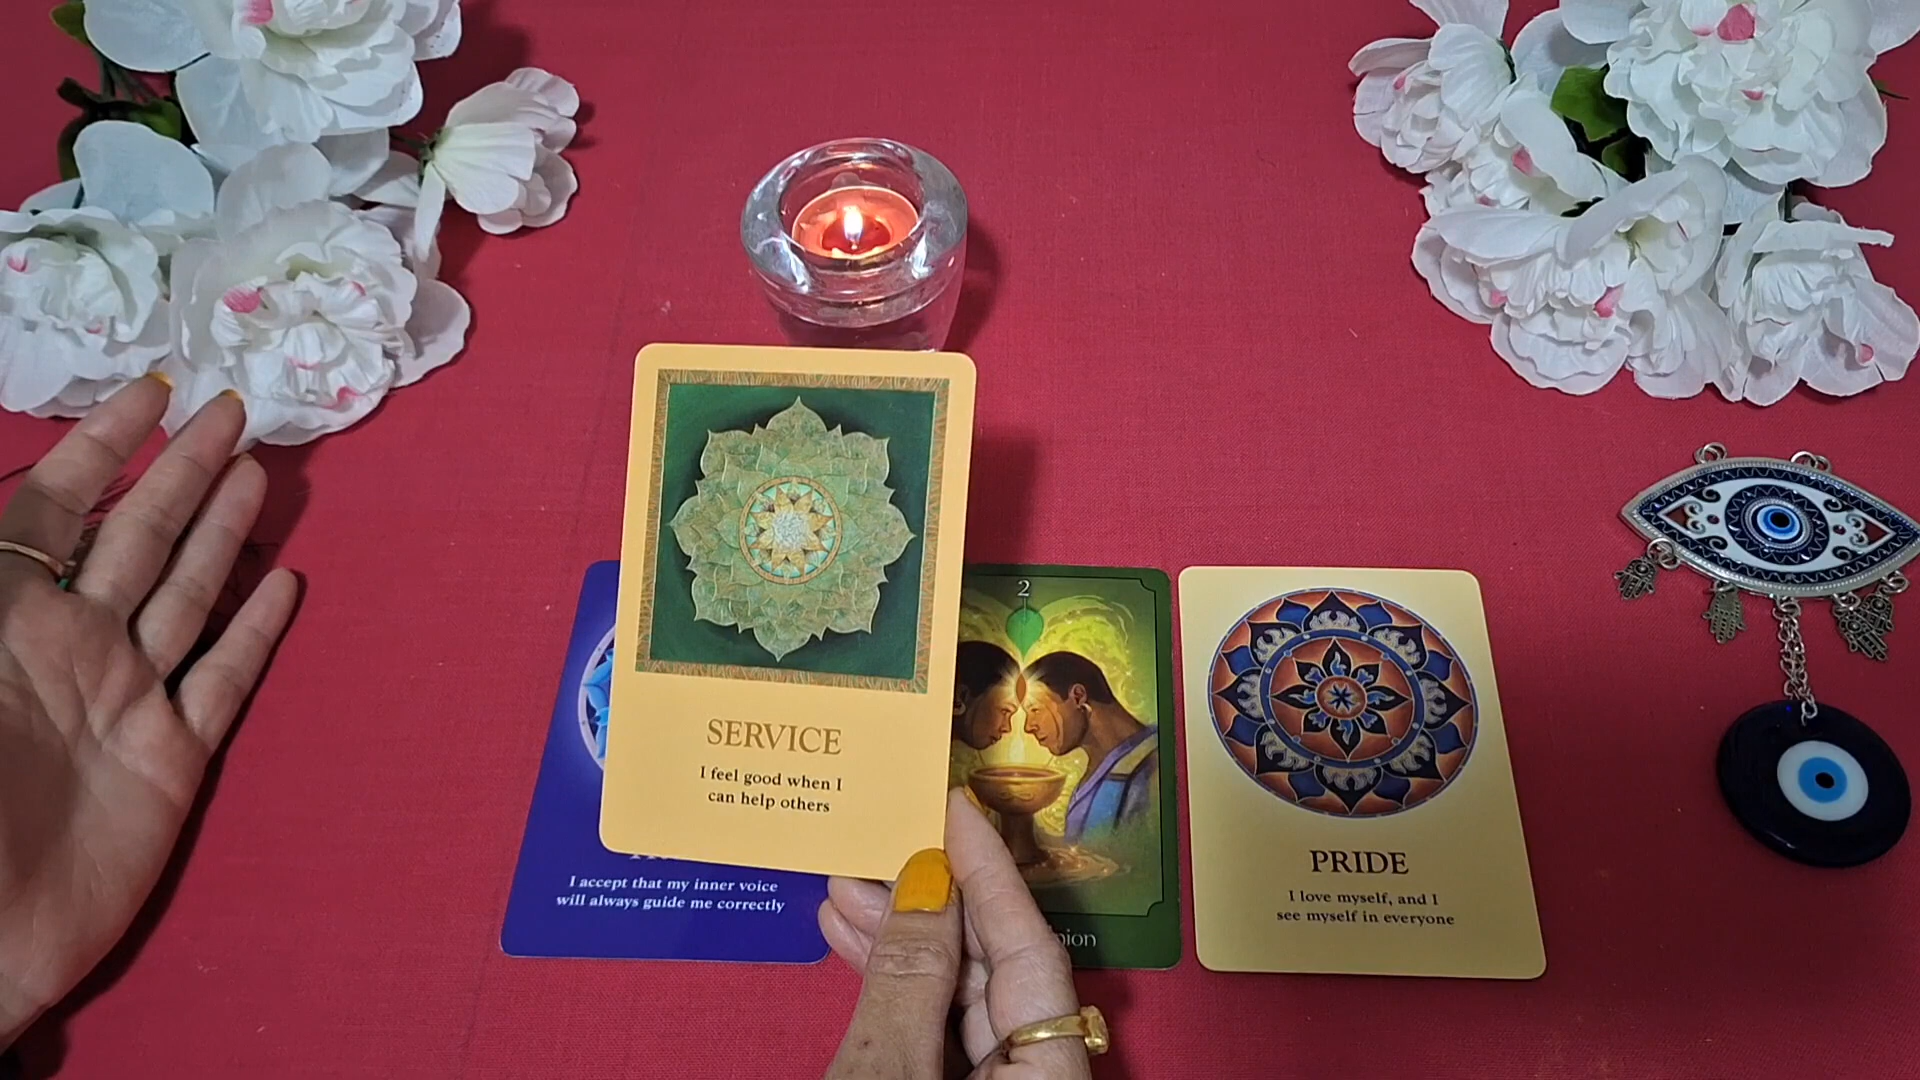 SERVICE
I feel good when I
can help others
I accept that my inner voice
will always guide me correctly
2
PRIDE
I love myself, and I
see myself in everyone